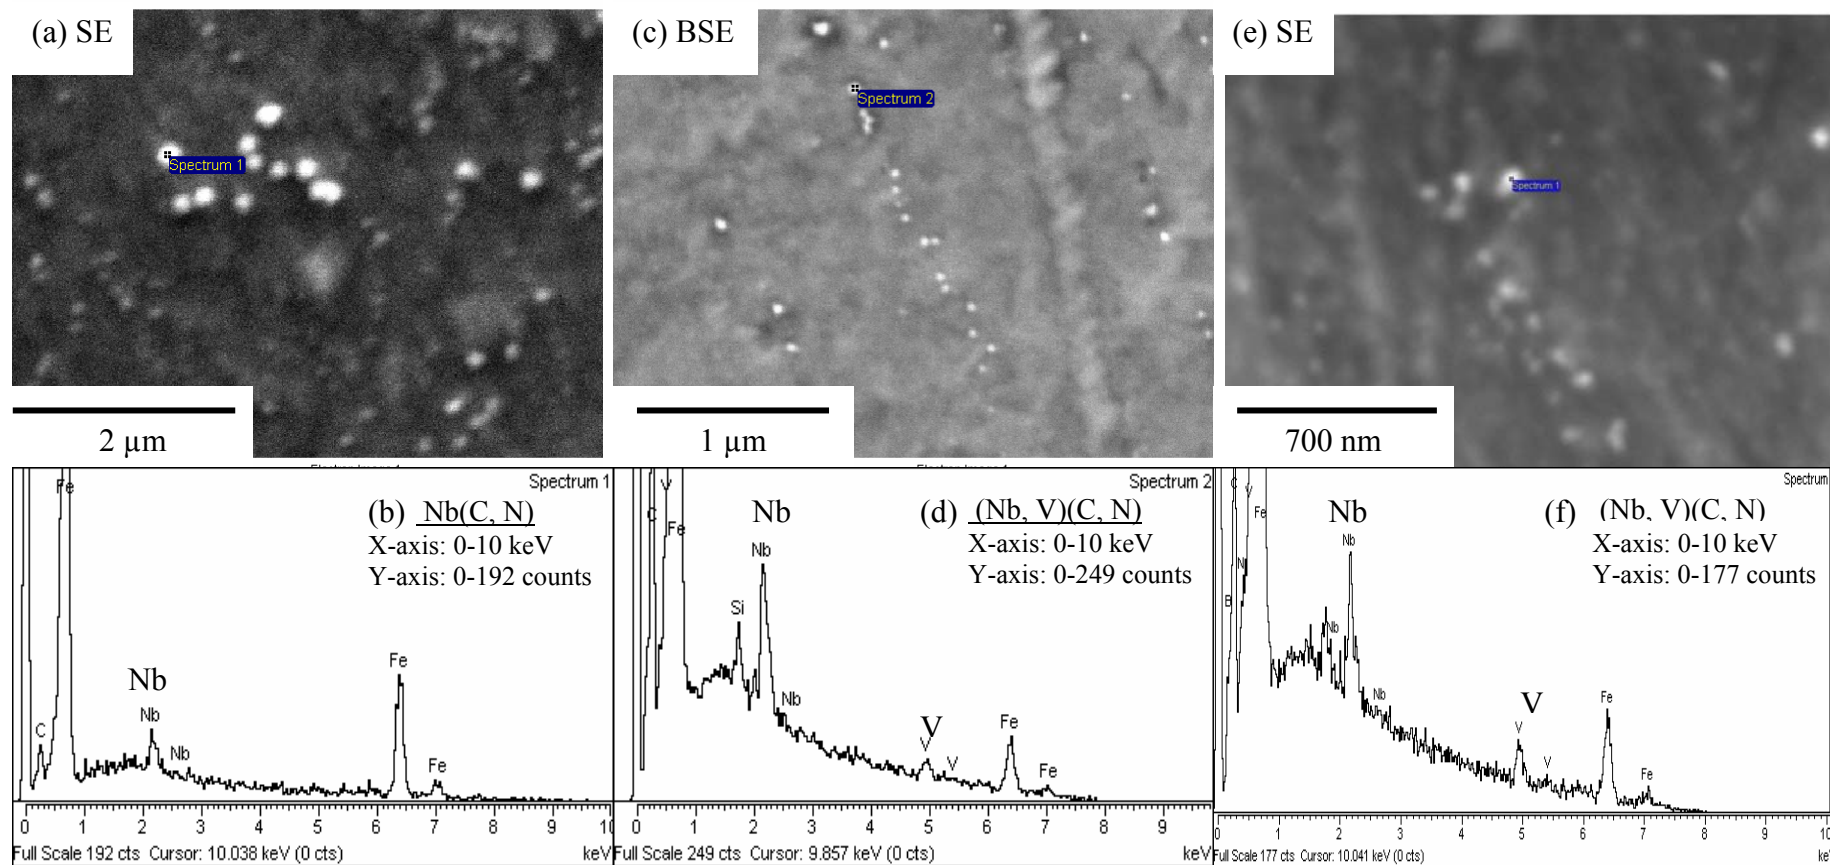 (a) SE
Spectrum 1
2 µm
(c) BSE
Spectrum 2
1 µm
(e) SE
Spectrum 1
700 nm
Spectrum 1
(b) Nb(C, N)
X-axis: 0-10 keV
Y-axis: 0-192 counts
Fe
C
Nb
Nb
Nb
Fe
Fe
0 1 2 3 4 5 6 7 8 9 10
Full Scale 192 cts Cursor: 10.038 keV (0 cts) keV
Spectrum 2
(d) (Nb, V)(C, N)
X-axis: 0-10 keV
Y-axis: 0-249 counts
C
V
Fe
Si
Nb
Nb
Nb
V
V
V
Fe
Fe
0 1 2 3 4 5 6 7 8 9
Full Scale 249 cts Cursor: 9.857 keV (0 cts) keV
Spectrum
(f) (Nb, V)(C, N)
X-axis: 0-10 keV
Y-axis: 0-177 counts
B
C
N
V
Fe
Nb
Nb
Nb
Nb
V
V
V
Fe
Fe
0 1 2 3 4 5 6 7 8 9 10
Full Scale 177 cts Cursor: 10.041 keV (0 cts)